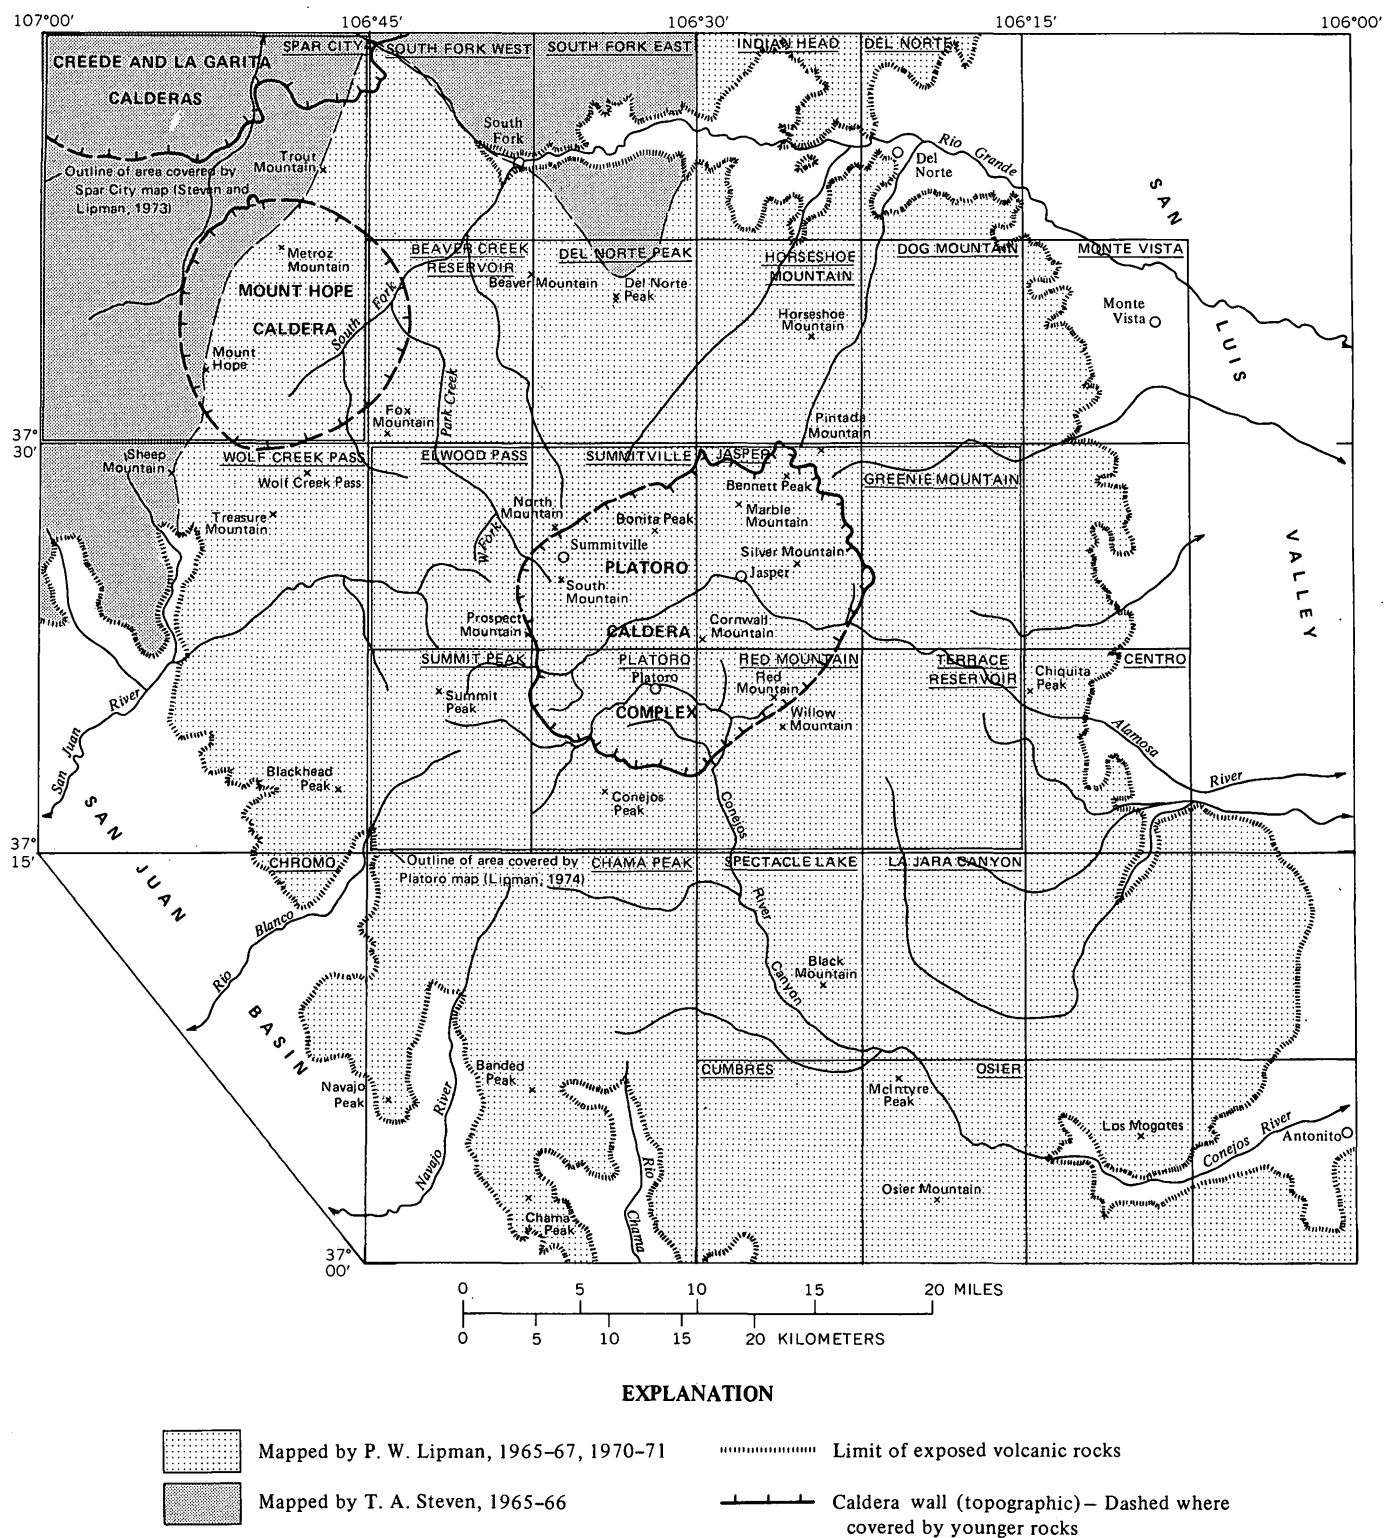 107°00′
106°45′
106°30′
106°15′
106°00′
SPAR CITY
SOUTH FORK WEST
SOUTH FORK EAST
INDIAN HEAD
DEL NORTE
CREEDE AND LA GARITA
CALDERAS
South
Fork
Trout
Mountain
Outline of area covered by
Spar City map (Steven and
Lipman, 1973)
Rio Grande
Del
Norte
SAN
LUIS
VALLEY
Metroz
Mountain
MOUNT HOPE
CALDERA
South Fork
Mount
Hope
BEAVER CREEK
RESERVOIR
Beaver Mountain
DEL NORTE PEAK
Del Norte
Peak
HORSESHOE
MOUNTAIN
Horseshoe
Mountain
DOG MOUNTAIN
MONTE VISTA
Monte
Vista
Park Creek
Fox
Mountain
Pintada
Mountain
37°
30′
Sheep
Mountain
WOLF CREEK PASS
Wolf Creek Pass
ELWOOD PASS
SUMMITVILLE
JASPER
GREENIE MOUNTAIN
Bennett Peak
Treasure
Mountain
North
Mountain
W Fork
Bonita Peak
Marble
Mountain
Summitville
Silver Mountain
PLATORO
Jasper
South
Mountain
Prospect
Mountain
CALDERA
Cornwall
Mountain
SUMMIT PEAK
PLATORO
Platoro
RED MOUNTAIN
Red
Mountain
TERRACE
RESERVOIR
Chiquita
Peak
CENTRO
Summit
Peak
COMPLEX
Willow
Mountain
San Juan River
Alamosa River
SAN JUAN
BASIN
Blackhead
Peak
Conejos
Peak
Conejos
River
Canyon
37°
15′
CHROMO
Outline of area covered by
Platoro map (Lipman, 1974)
CHAMA PEAK
SPECTACLE LAKE
LA JARA CANYON
Rio Blanco
Black
Mountain
Banded
Peak
CUMBRES
OSIER
McIntyre
Peak
Navajo
Peak
Navajo River
Los Mogotes
Conejos River
Antonito
Osier Mountain
Chama
Peak
Rio Chama
37°
00′
0 5 10 15 20 MILES
0 5 10 15 20 KILOMETERS
EXPLANATION
Mapped by P. W. Lipman, 1965–67, 1970–71
Limit of exposed volcanic rocks
Mapped by T. A. Steven, 1965–66
Caldera wall (topographic) – Dashed where
covered by younger rocks